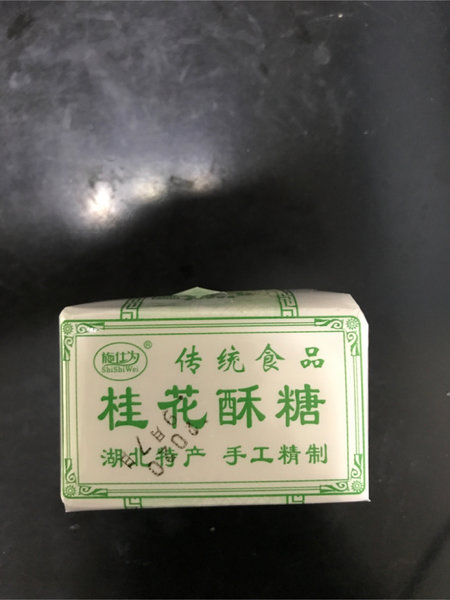 施仕为®
ShiShiWei
传统食品
桂花酥糖
湖北特产 手工精制